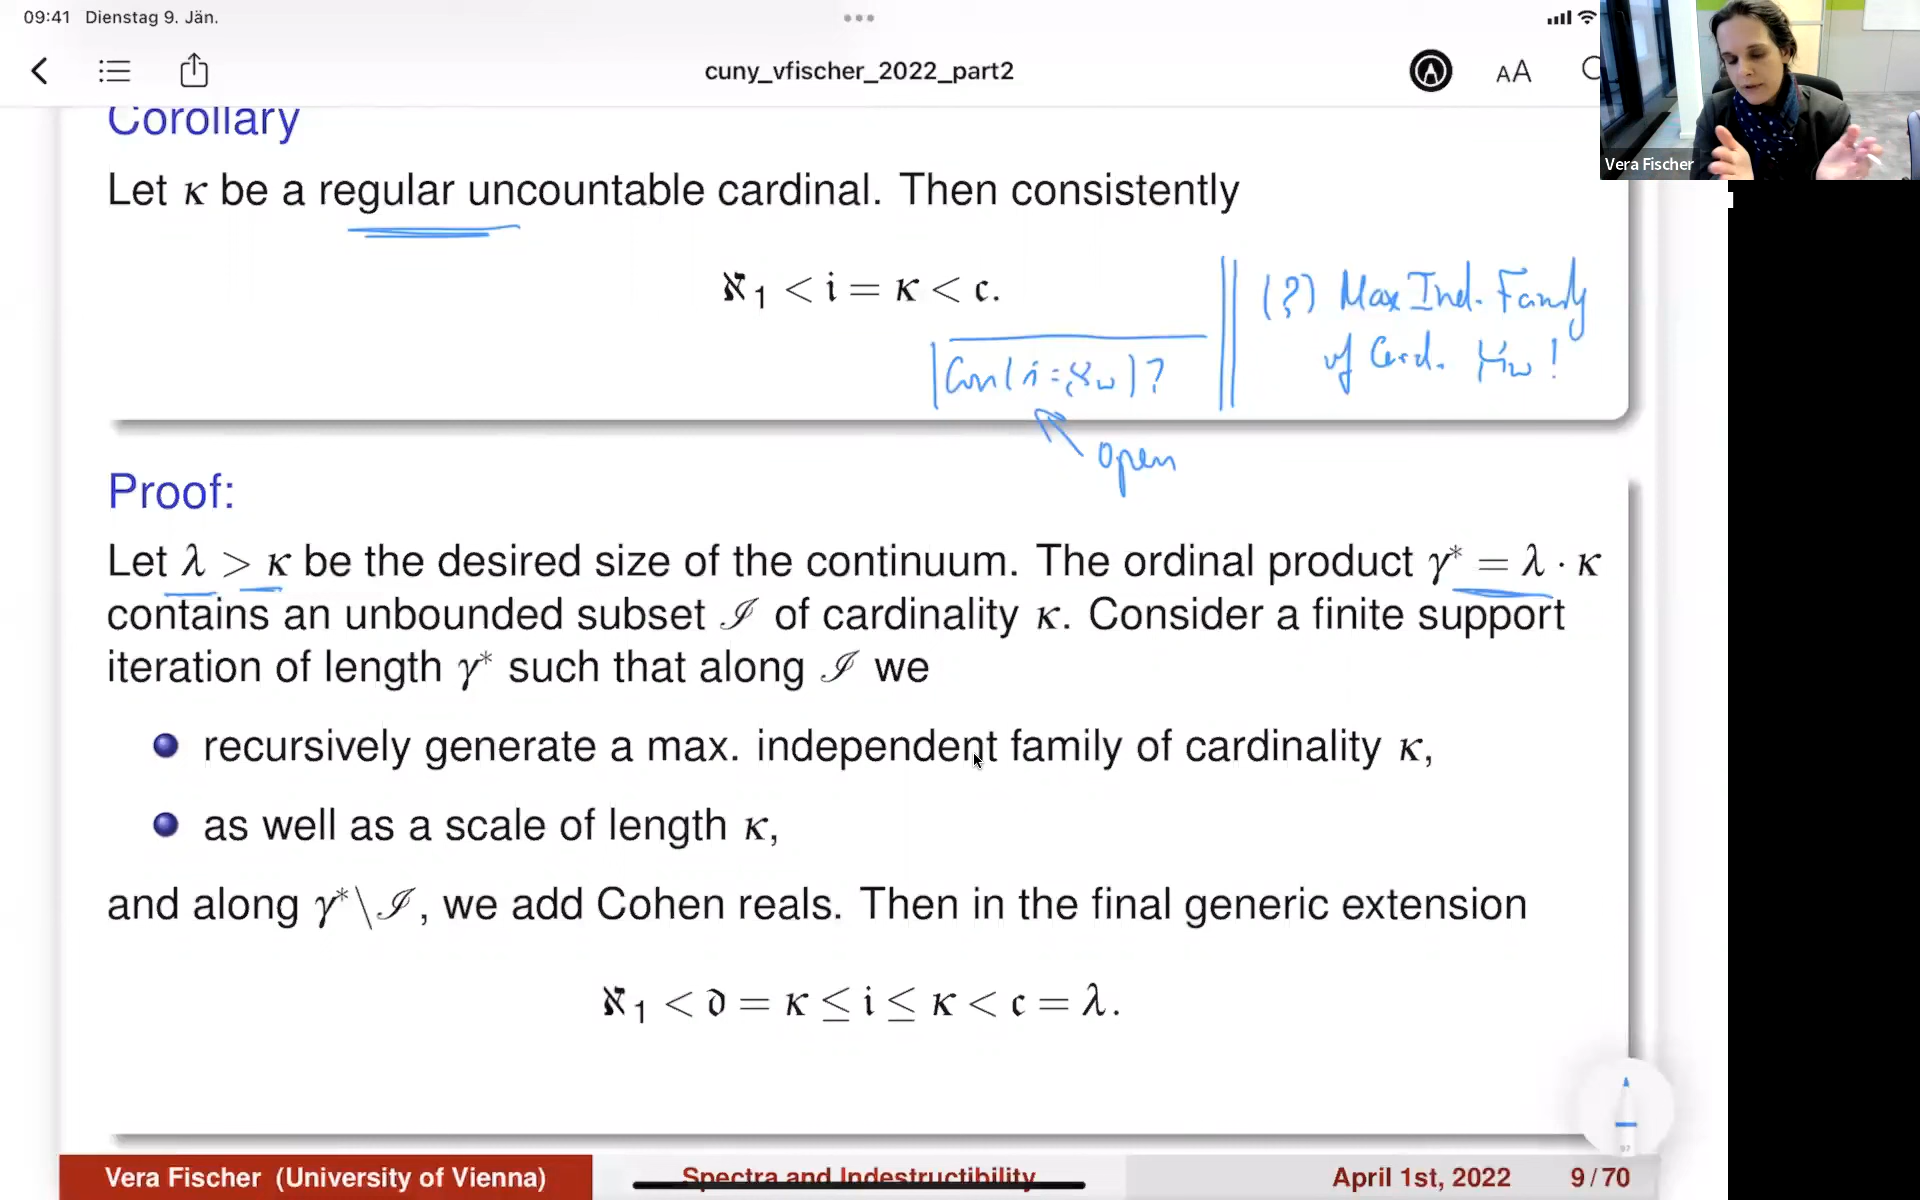 09:41 Dienstag 9. Jän.
cuny_vfischer_2022_part2
AA
Vera Fischer
Corollary
Let κ be a regular uncountable cardinal. Then consistently
ℵ₁ < 𝔦 = κ < 𝔠.
(?) Max Ind. Family
of Card. ℵω!
Con(𝔦 = ℵω)?
open
Proof:
Let λ > κ be the desired size of the continuum. The ordinal product γ* = λ · κ
contains an unbounded subset ℐ of cardinality κ. Consider a finite support
iteration of length γ* such that along ℐ we
recursively generate a max. independent family of cardinality κ,
as well as a scale of length κ,
and along γ*\ℐ, we add Cohen reals. Then in the final generic extension
ℵ₁ < 𝔡 = κ ≤ 𝔦 ≤ κ < 𝔠 = λ.
Vera Fischer (University of Vienna) Spectra and Indestructibility April 1st, 2022 9 / 70